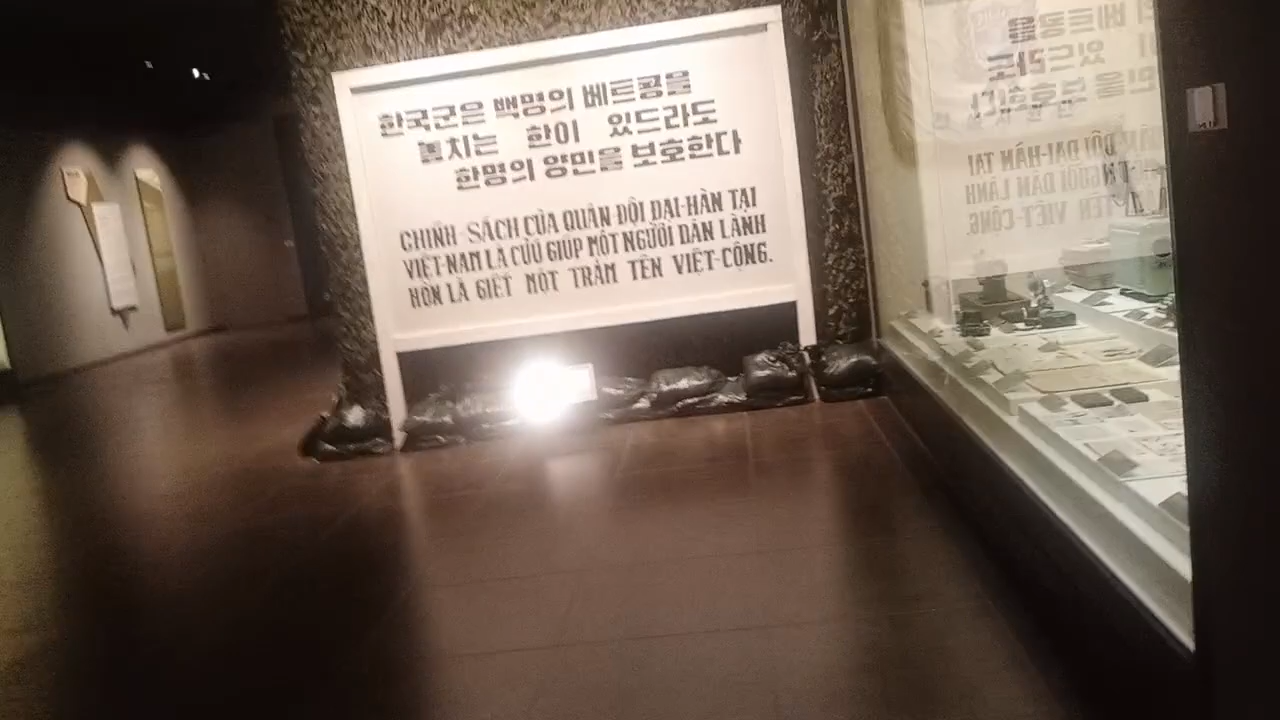 한국군을 백명의 베트콩을
놓치는 한이 있드라도
한명의 양민을 보호한다
CHÍNH-SÁCH CỦA QUÂN-ĐỘI ĐẠI-HÀN TẠI
VIỆT-NAM LÀ CỨU GIÚP MỘT NGƯỜI DÂN LÀNH
HƠN LÀ GIẾT MỘT TRĂM TÊN VIỆT-CỘNG.